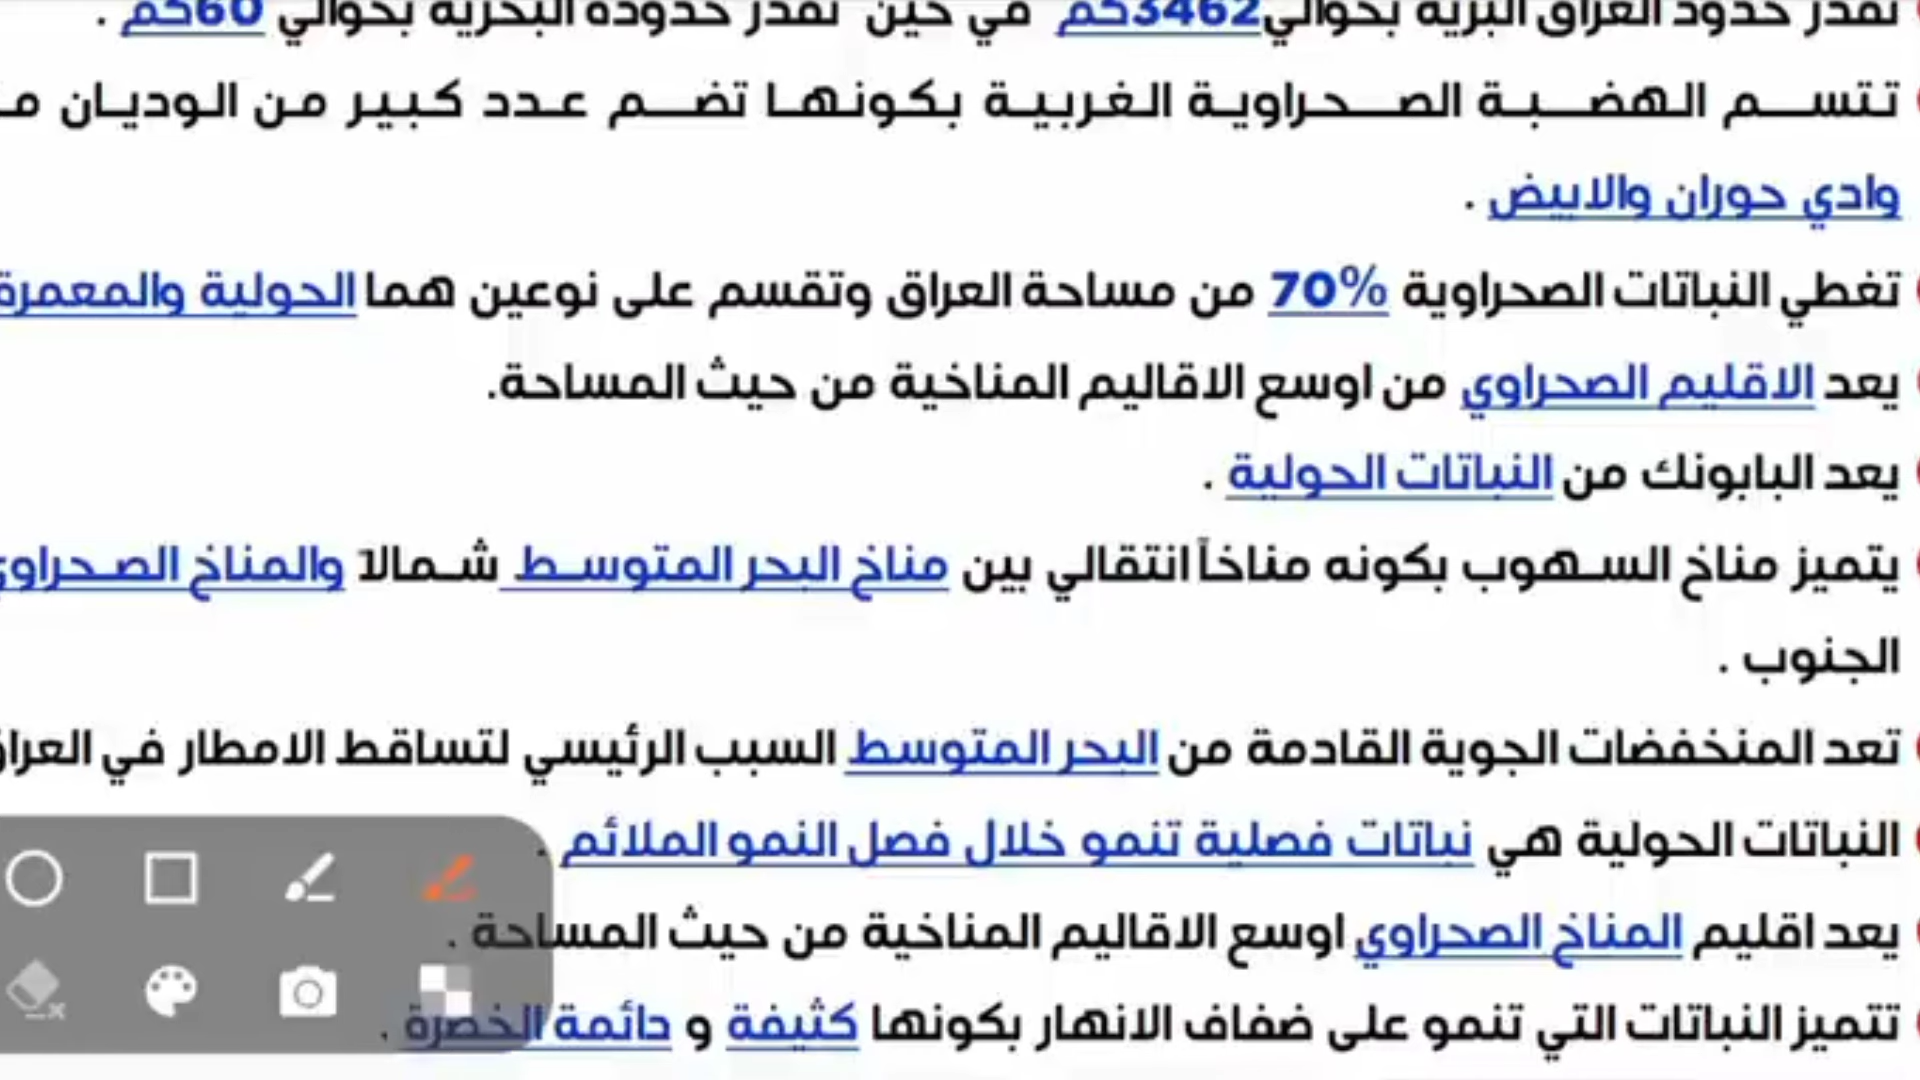 تقدر حدود العراق البرية بحوالي3462كم في حين تقدر حدوده البحرية بحوالي 60كم .
تتسم الهضبة الصحراوية الغربية بكونها تضم عدد كبير من الوديان
وادي حوران والابيض .
تغطي النباتات الصحراوية 70% من مساحة العراق وتقسم على نوعين هما الحولية والمعمرة
يعد الاقليم الصحراوي من اوسع الاقاليم المناخية من حيث المساحة.
يعد البابونك من النباتات الحولية .
يتميز مناخ السهوب بكونه مناخاً انتقالي بين مناخ البحر المتوسط شمالا والمناخ الصحراوي
الجنوب .
تعد المنخفضات الجوية القادمة من البحر المتوسط السبب الرئيسي لتساقط الامطار في العراق
النباتات الحولية هي نباتات فصلية تنمو خلال فصل النمو الملائم .
يعد اقليم المناخ الصحراوي اوسع الاقاليم المناخية من حيث المساحة .
تتميز النباتات التي تنمو على ضفاف الانهار بكونها كثيفة و دائمة الخضرة .